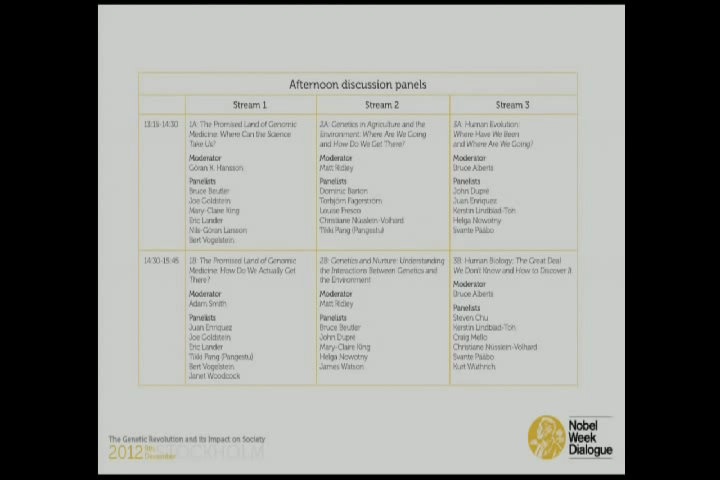 Afternoon discussion panels
Stream 1
Stream 2
Stream 3
13:15-14:30
1A: The Promised Land of Genomic
Medicine: Where Can the Science
Take Us?
Moderator
Göran K. Hansson
Panelists
Bruce Beutler
Joe Goldstein
Mary-Claire King
Eric Lander
Nils-Göran Larsson
Bert Vogelstein
2A: Genetics in Agriculture and the
Environment: Where Are We Going
and How Do We Get There?
Moderator
Matt Ridley
Panelists
Dominic Barton
Torbjörn Fagerström
Louise Fresco
Christiane Nüsslein-Volhard
Tikki Pang (Pangestu)
3A: Human Evolution:
Where Have We Been
and Where Are We Going?
Moderator
Bruce Alberts
Panelists
John Dupré
Juan Enriquez
Kerstin Lindblad-Toh
Helga Nowotny
Svante Pääbo
14:30-15:45
1B: The Promised Land of Genomic
Medicine: How Do We Actually Get
There?
Moderator
Adam Smith
Panelists
Juan Enriquez
Joe Goldstein
Eric Lander
Tikki Pang (Pangestu)
Bert Vogelstein
Janet Woodcock
2B: Genetics and Nurture: Understanding
the Interactions Between Genetics and
the Environment
Moderator
Matt Ridley
Panelists
Bruce Beutler
John Dupré
Mary-Claire King
Helga Nowotny
James Watson
3B: Human Biology: The Great Deal
We Don't Know and How to Discover It
Moderator
Bruce Alberts
Panelists
Steven Chu
Kerstin Lindblad-Toh
Craig Mello
Christiane Nüsslein-Volhard
Svante Pääbo
Kurt Wüthrich
The Genetic Revolution and its Impact on Society
2012 9th December STOCKHOLM
Nobel
Week
Dialogue